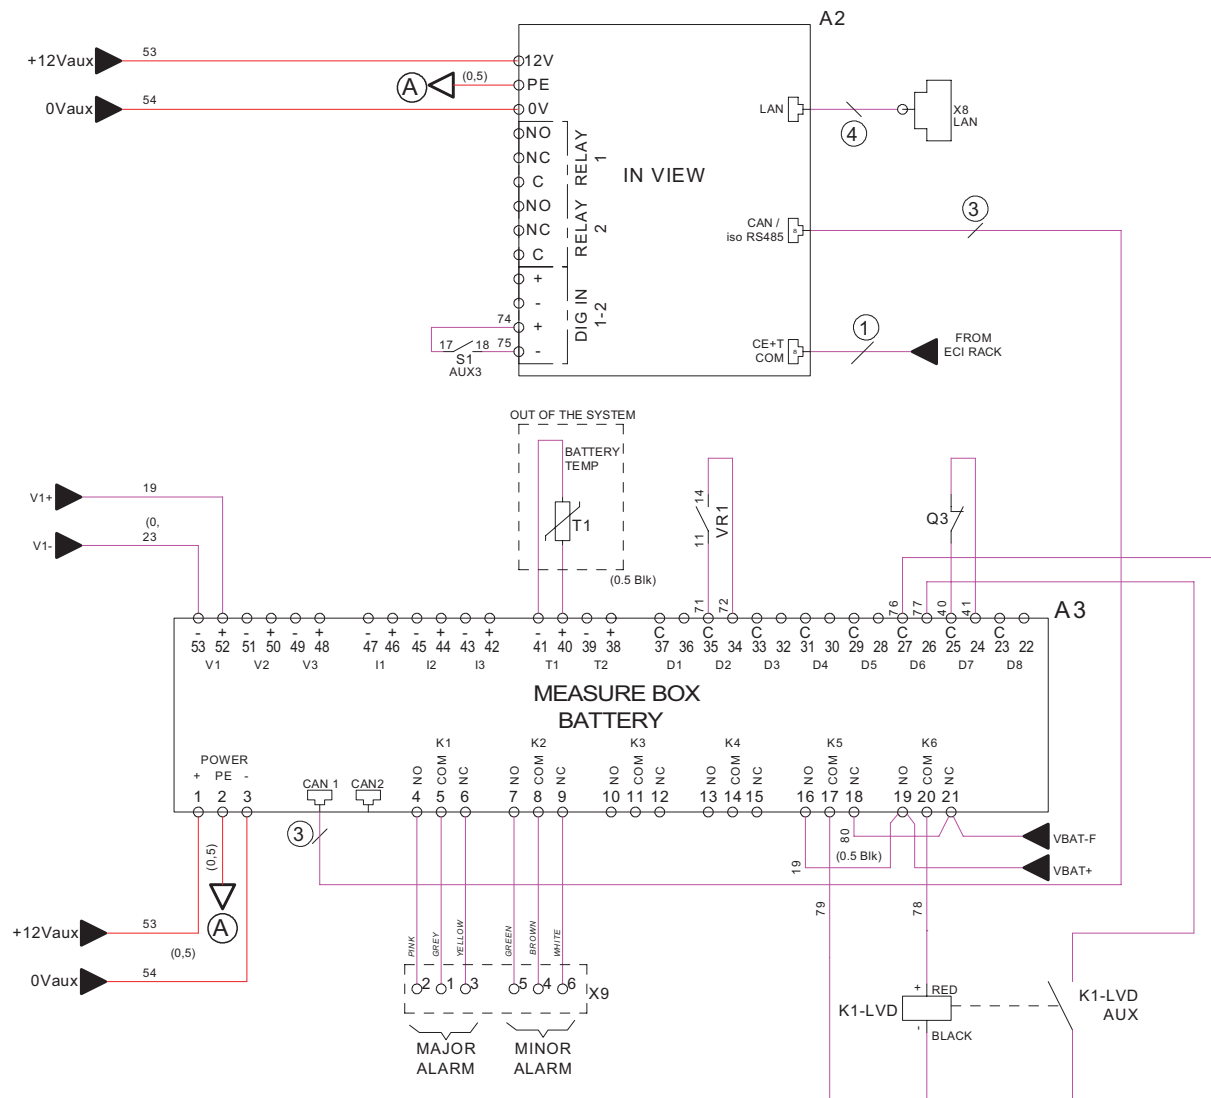 A2
+12Vaux 53 12V
A (0,5) PE
0Vaux 54 0V
NO
NC
C
RELAY 1
NO
NC
C
RELAY 2
+
-
74 +
75 -
DIG IN 1-2
17 18
S1
AUX3
IN VIEW
LAN
4
X8
LAN
CAN /
iso RS485
8
3
CE+T
COM
8
1
FROM
ECI RACK
OUT OF THE SYSTEM
BATTERY
TEMP
T1
(0.5 Blk)
14
VR1
11
71 72
Q3
76 77 40 41
V1+ 19
(0,
V1- 23
A3
- + - + - + - + - + - + - + - + C C C C C C C C
53 52 51 50 49 48 47 46 45 44 43 42 41 40 39 38 37 36 35 34 33 32 31 30 29 28 27 26 25 24 23 22
V1 V2 V3 I1 I2 I3 T1 T2 D1 D2 D3 D4 D5 D6 D7 D8
MEASURE BOX
BATTERY
POWER
+ PE -
1 2 3
CAN 1 CAN2
K1 K2 K3 K4 K5 K6
NO COM NC NO COM NC NO COM NC NO COM NC NO COM NC NO COM NC
4 5 6 7 8 9 10 11 12 13 14 15 16 17 18 19 20 21
3
80
VBAT-F
(0.5 Blk)
19
VBAT+
(0,5)
A
79 78
+12Vaux 53
(0,5)
0Vaux 54
PINK GREY YELLOW GREEN BROWN WHITE
2 1 3 5 4 6
X9
MAJOR
ALARM
MINOR
ALARM
+ RED
K1-LVD
- BLACK
K1-LVD
AUX